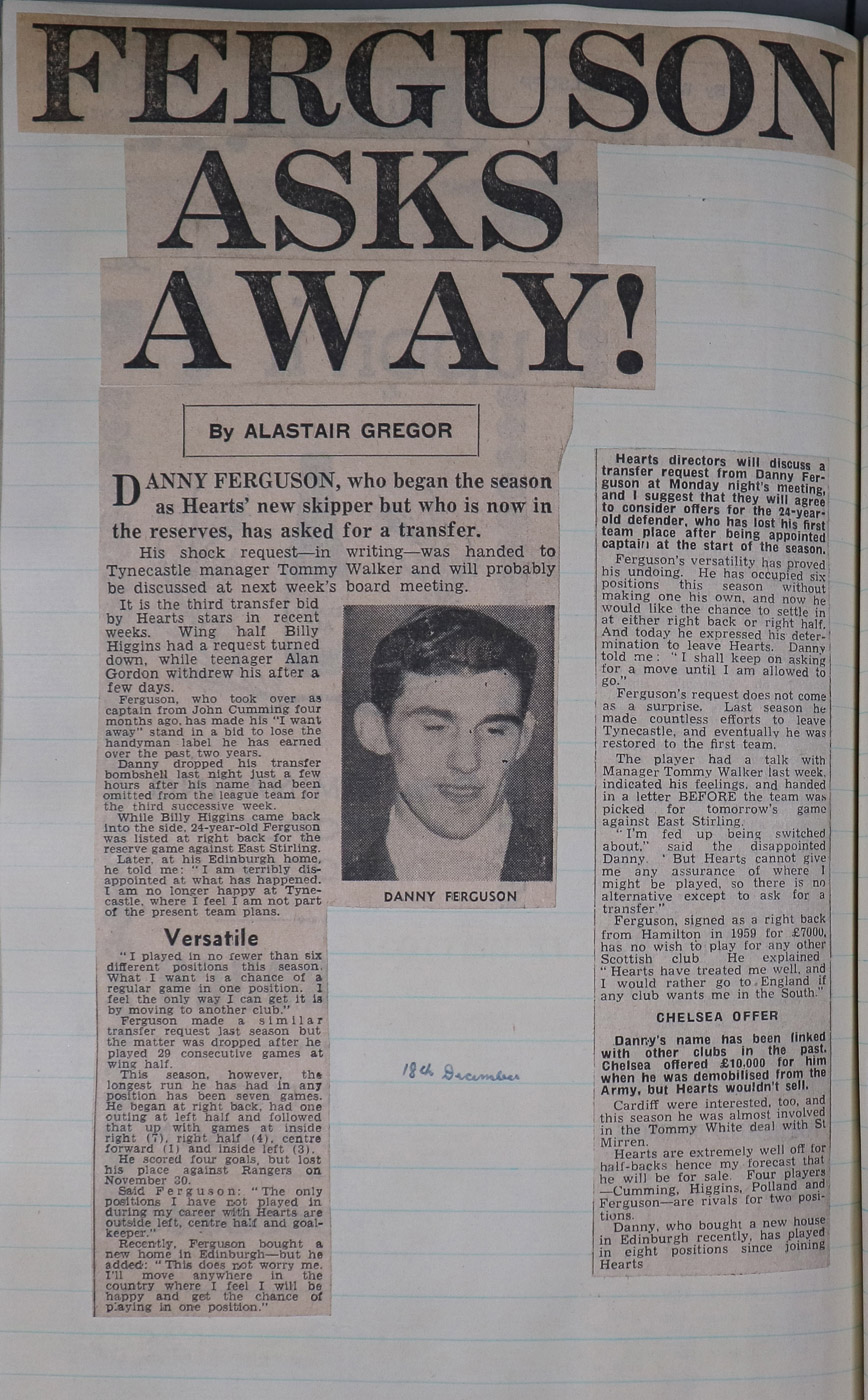 FERGUSON
ASKS
AWAY!
By ALASTAIR GREGOR
DANNY FERGUSON, who began the season
as Hearts' new skipper but who is now in
the reserves, has asked for a transfer.
His shock request—in writing—was handed to
Tynecastle manager Tommy Walker and will probably
be discussed at next week's board meeting.
It is the third transfer bid
by Hearts stars in recent
weeks. Wing half Billy
Higgins had a request turned
down, while teenager Alan
Gordon withdrew his after a
few days.
Ferguson, who took over as
captain from John Cumming four
months ago, has made his "I want
away" stand in a bid to lose the
handyman label he has earned
over the past two years.
Danny dropped his transfer
bombshell last night just a few
hours after his name had been
omitted from the league team for
the third successive week.
While Billy Higgins came back
into the side, 24-year-old Ferguson
was listed at right back for the
reserve game against East Stirling.
Later, at his Edinburgh home,
he told me: "I am terribly dis-
appointed at what has happened.
I am no longer happy at Tyne-
castle, where I feel I am not part
of the present team plans.
Versatile
"I played in no fewer than six
different positions this season.
What I want is a chance of a
regular game in one position. I
feel the only way I can get it is
by moving to another club."
Ferguson made a similar
transfer request last season but
the matter was dropped after he
played 29 consecutive games at
wing half.
This season, however, the
longest run he has had in any
position has been seven games.
He began at right back, had one
outing at left half and followed
that up with games at inside
right (7), right half (4), centre
forward (1) and inside left (3).
He scored four goals, but lost
his place against Rangers on
November 30.
Said Ferguson: "The only
positions I have not played in
during my career with Hearts are
outside left, centre half and goal-
keeper."
Recently, Ferguson bought a
new home in Edinburgh—but he
added: "This does not worry me.
I'll move anywhere in the
country where I feel I will be
happy and get the chance of
playing in one position."
DANNY FERGUSON
18th December
Hearts directors will discuss a
transfer request from Danny Fer-
guson at Monday night's meeting,
and I suggest that they will agree
to consider offers for the 24-year-
old defender, who has lost his first
team place after being appointed
captain at the start of the season.
Ferguson's versatility has proved
his undoing. He has occupied six
positions this season without
making one his own, and now he
would like the chance to settle in
at either right back or right half.
And today he expressed his deter-
mination to leave Hearts. Danny
told me: "I shall keep on asking
for a move until I am allowed to
go."
Ferguson's request does not come
as a surprise. Last season he
made countless efforts to leave
Tynecastle, and eventually he was
restored to the first team.
The player had a talk with
Manager Tommy Walker last week,
indicated his feelings, and handed
in a letter BEFORE the team was
picked for tomorrow's game
against East Stirling.
"I'm fed up being switched
about," said the disappointed
Danny. ' But Hearts cannot give
me any assurance of where I
might be played, so there is no
alternative except to ask for a
transfer."
Ferguson, signed as a right back
from Hamilton in 1959 for £7000,
has no wish to play for any other
Scottish club He explained
"Hearts have treated me well, and
I would rather go to England if
any club wants me in the South."
CHELSEA OFFER
Danny's name has been linked
with other clubs in the past.
Chelsea offered £10,000 for him
when he was demobilised from the
Army, but Hearts wouldn't sell.
Cardiff were interested, too, and
this season he was almost involved
in the Tommy White deal with St
Mirren.
Hearts are extremely well off for
half-backs hence my forecast that
he will be for sale. Four players
—Cumming, Higgins, Polland and
Ferguson—are rivals for two posi-
tions.
Danny, who bought a new house
in Edinburgh recently, has played
in eight positions since joining
Hearts